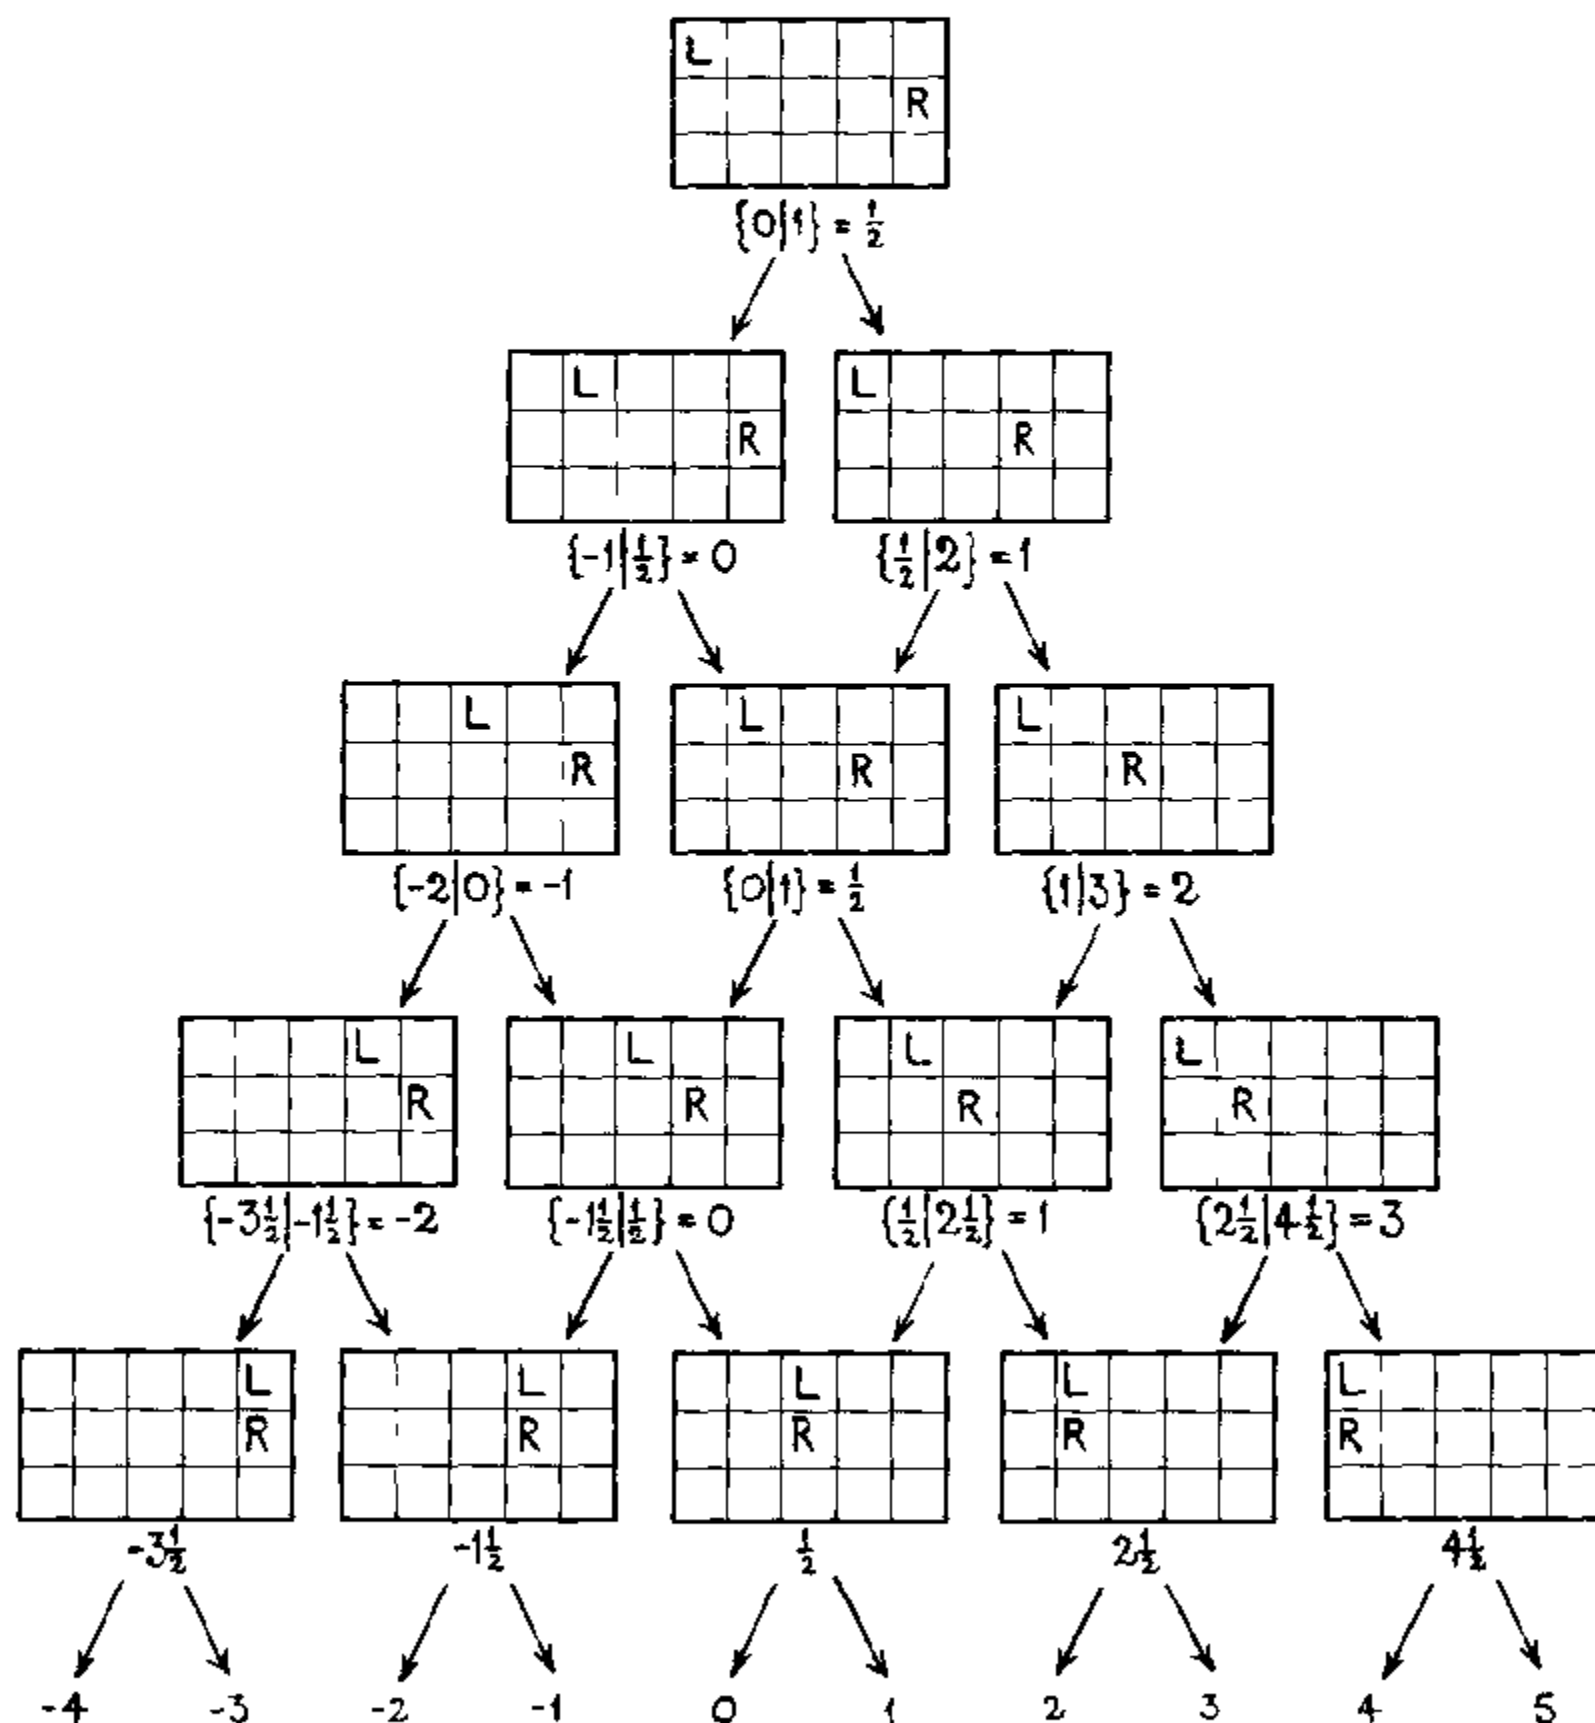 L
R
{0|1} = ½
L L
R R
{-1|½} = 0 {½|2} = 1
L L L
R R R
{-2|0} = -1 {0|1} = ½ {1|3} = 2
L L L L
R R R R
{-3½|-1½} = -2 {-1½|½} = 0 {½|2½} = 1 {2½|4½} = 3
L L L L L
R R R R R
-3½ -1½ ½ 2½ 4½
-4 -3 -2 -1 0 1 2 3 4 5